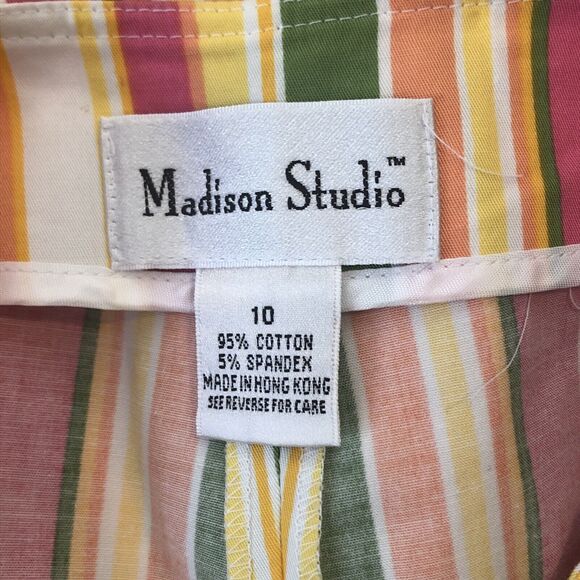 Madison Studio™
10
95% COTTON
5% SPANDEX
MADE IN HONG KONG
SEE REVERSE FOR CARE